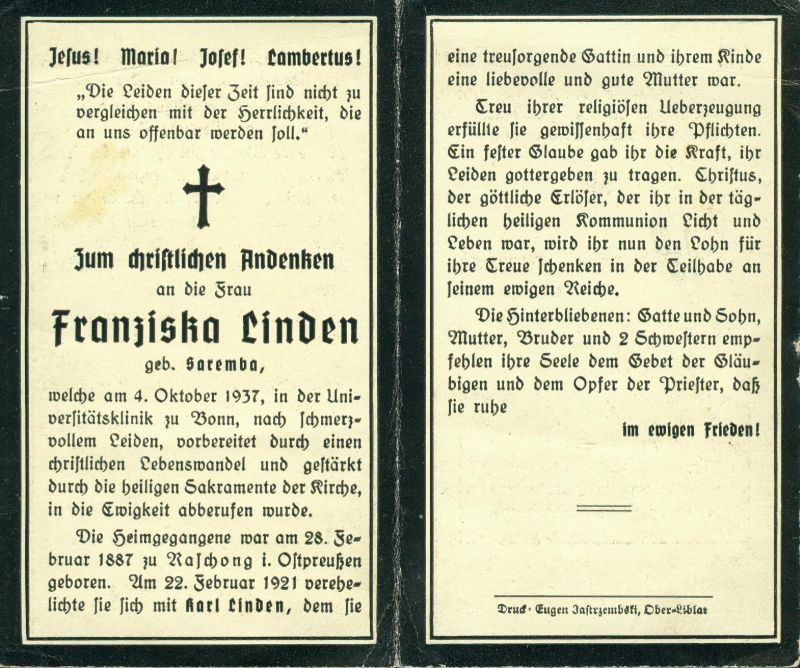 Jesus! Maria! Josef! Lambertus!
„Die Leiden dieser Zeit sind nicht zu
vergleichen mit der Herrlichkeit, die
an uns offenbar werden soll.“
Zum christlichen Andenken
an die Frau
Franziska Linden
geb. Saremba,
welche am 4. Oktober 1937, in der Uni-
versitätsklinik zu Bonn, nach schmerz-
vollem Leiden, vorbereitet durch einen
christlichen Lebenswandel und gestärkt
durch die heiligen Sakramente der Kirche,
in die Ewigkeit abberufen wurde.
Die Heimgegangene war am 28. Fe-
bruar 1887 zu Raschong i. Ostpreußen
geboren. Am 22. Februar 1921 verehe-
lichte sie sich mit Karl Linden, dem sie
eine treusorgende Gattin und ihrem Kinde
eine liebevolle und gute Mutter war.
Treu ihrer religiösen Ueberzeugung
erfüllte sie gewissenhaft ihre Pflichten.
Ein fester Glaube gab ihr die Kraft, ihr
Leiden gottergeben zu tragen. Christus,
der göttliche Erlöser, der ihr in der täg-
lichen heiligen Kommunion Licht und
Leben war, wird ihr nun den Lohn für
ihre Treue schenken in der Teilhabe an
seinem ewigen Reiche.
Die Hinterbliebenen: Gatte und Sohn,
Mutter, Bruder und 2 Schwestern emp-
fehlen ihre Seele dem Gebet der Gläu-
bigen und dem Opfer der Priester, daß
sie ruhe
im ewigen Frieden!
Druck · Eugen Jastrzembski, Ober-Liblar